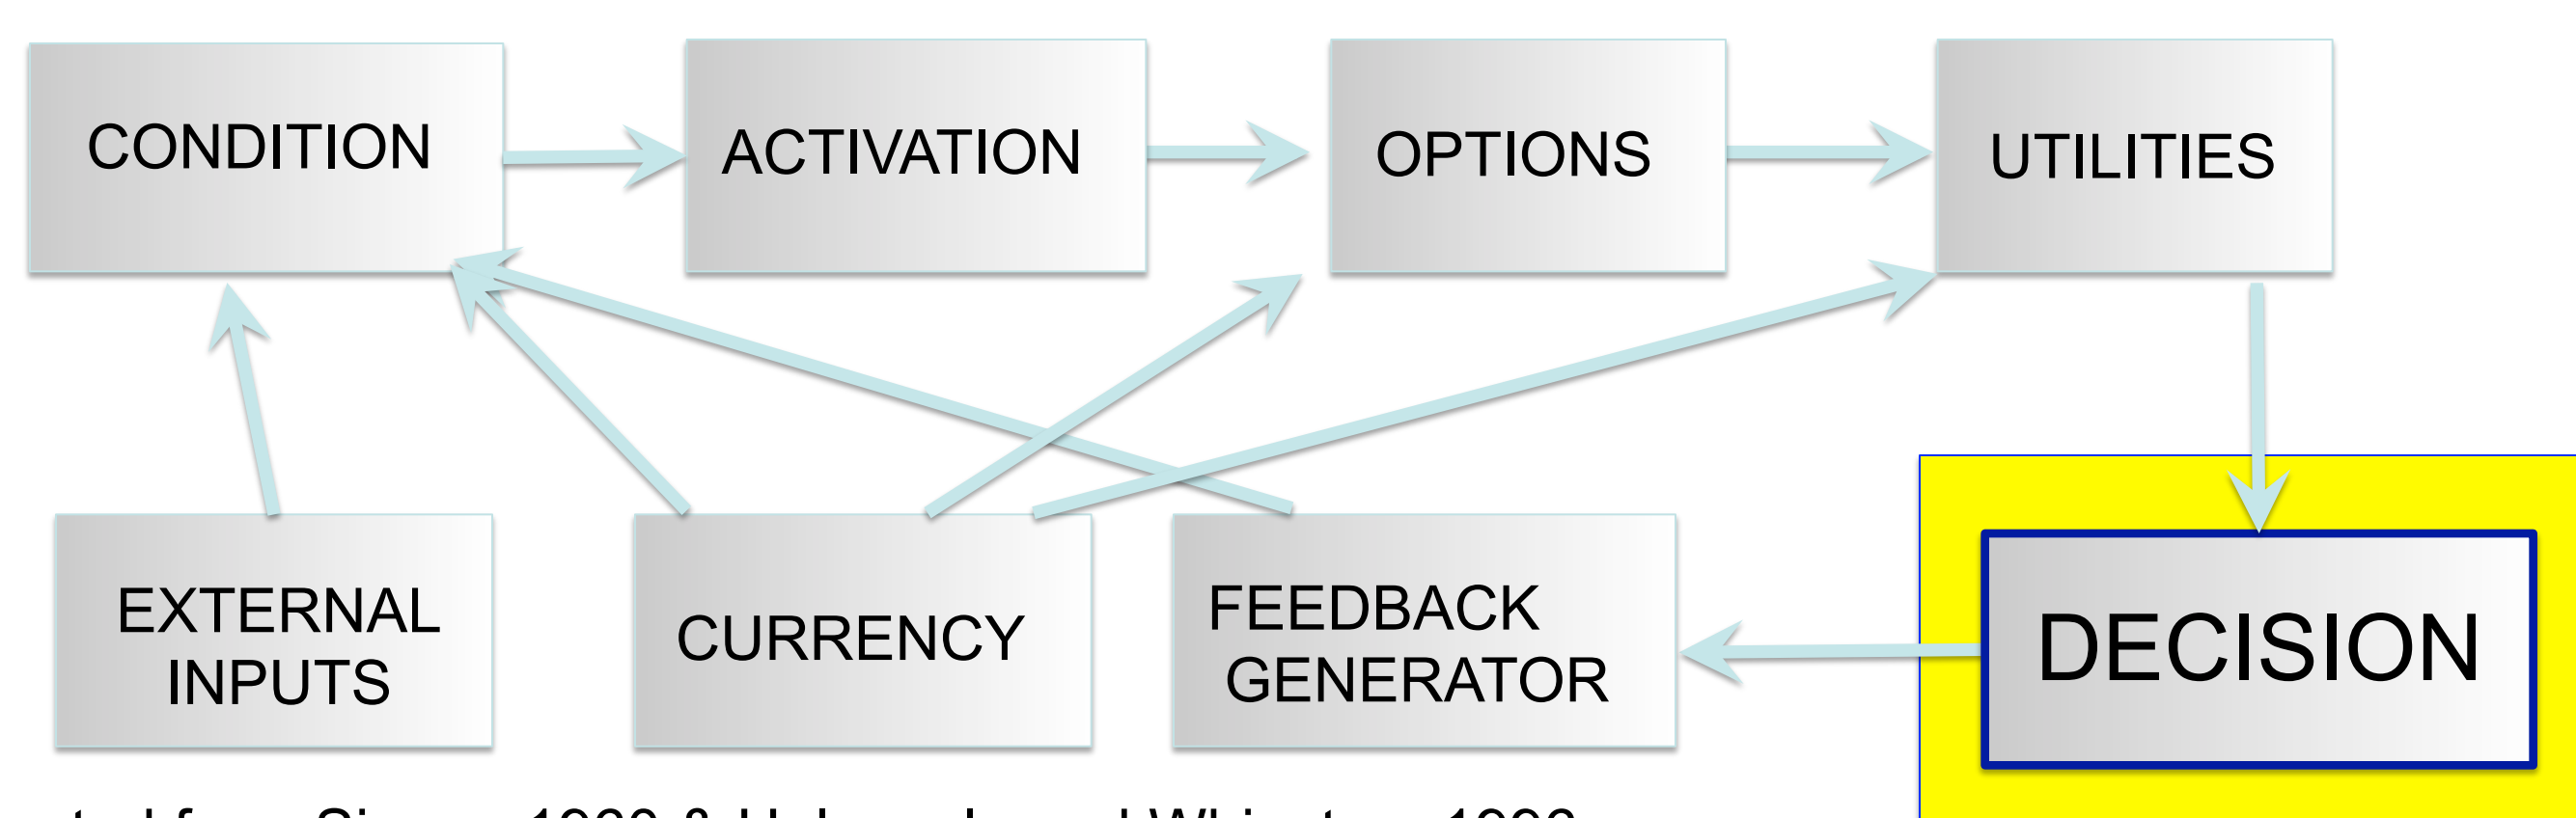 CONDITION
ACTIVATION
OPTIONS
UTILITIES
EXTERNAL
INPUTS
CURRENCY
FEEDBACK
GENERATOR
DECISION